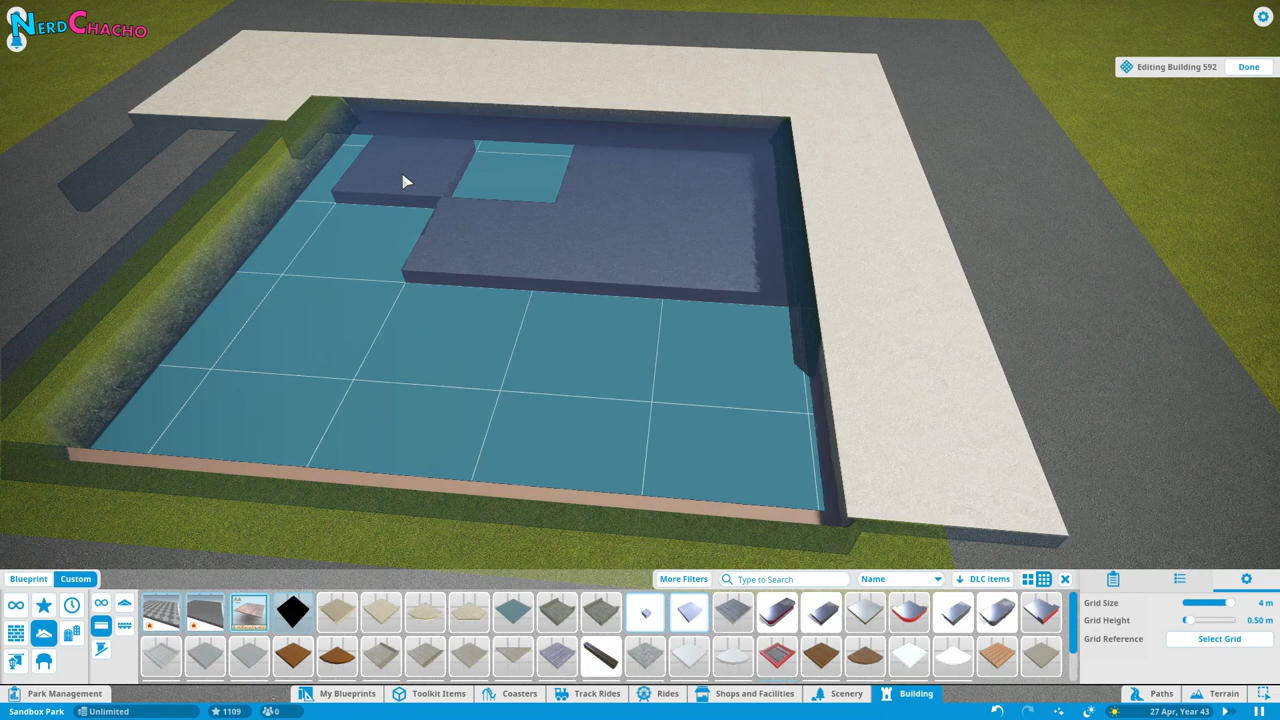 NERDCHACHO
Editing Building 592 Done
Blueprint Custom More Filters Type to Search Name DLC items
Grid Size 4 m
Grid Height 0.50 m
Grid Reference Select Grid
Park Management My Blueprints Toolkit Items Coasters Track Rides Rides Shops and Facilities Scenery Building Paths Terrain
Sandbox Park Unlimited 1109 0 27 Apr, Year 43